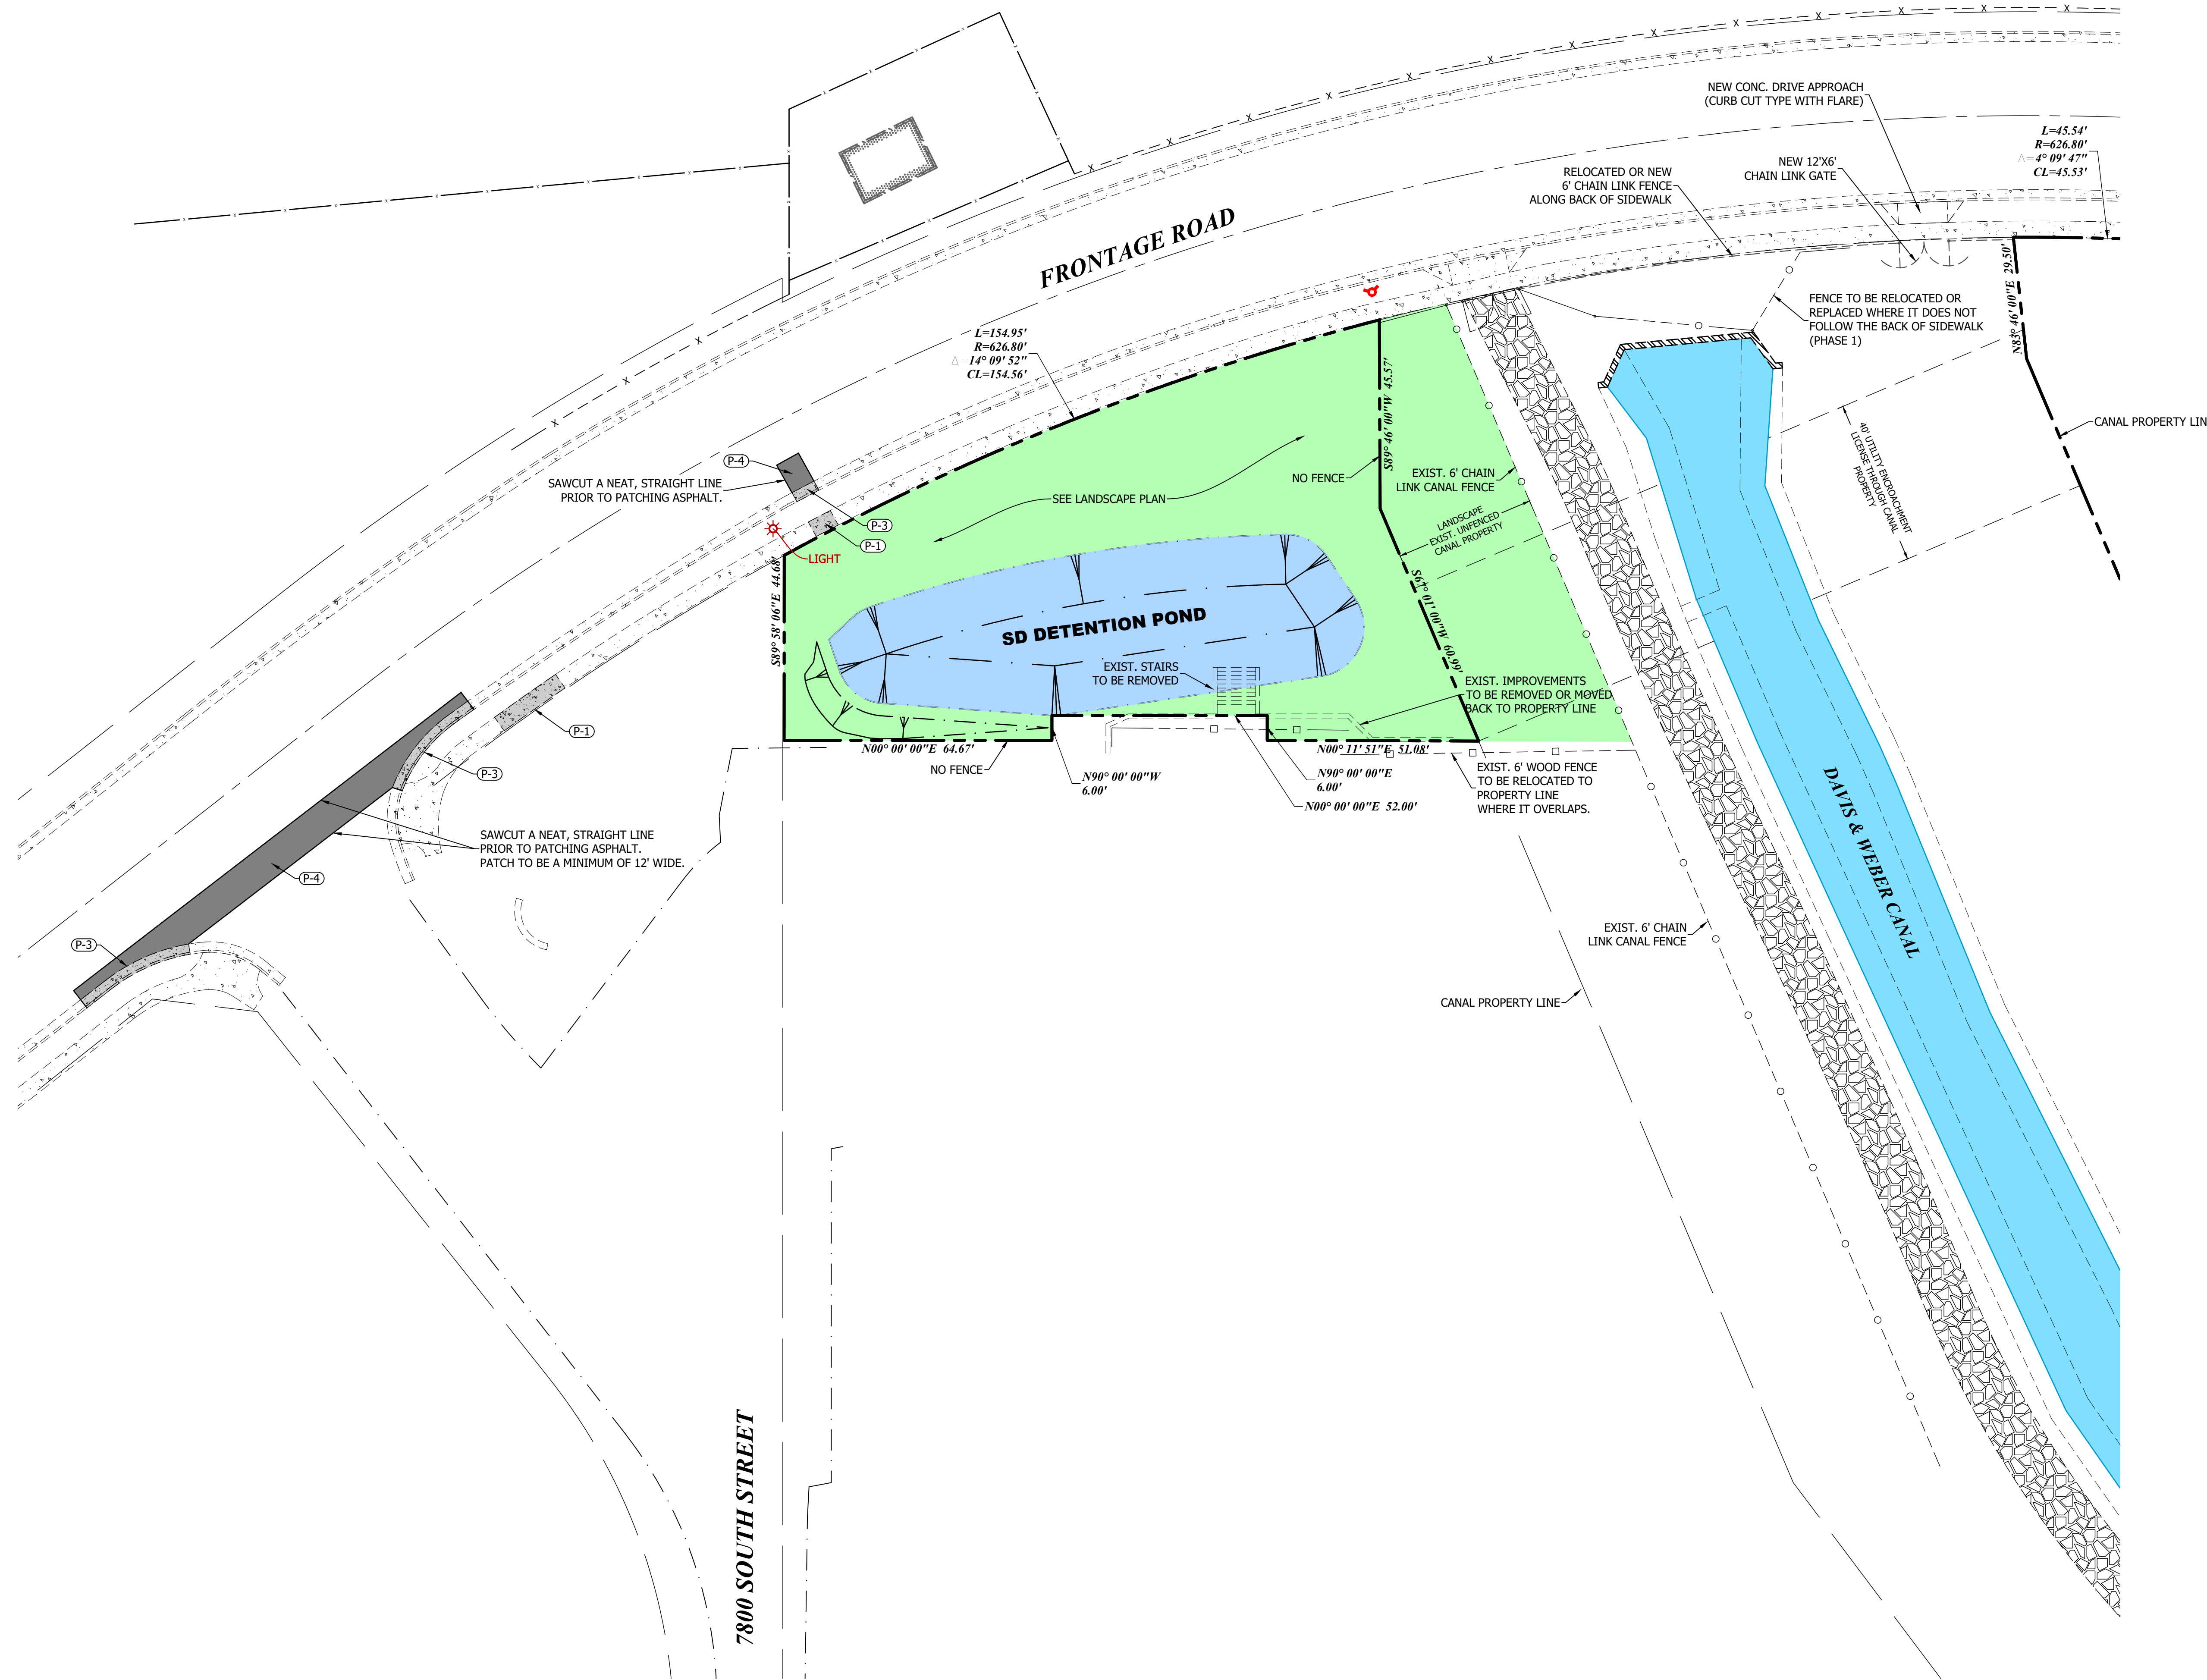 NEW CONC. DRIVE APPROACH
(CURB CUT TYPE WITH FLARE)
L=45.54'
R=626.80'
Δ=4° 09' 47"
CL=45.53'
NEW 12'X6'
CHAIN LINK GATE
RELOCATED OR NEW
6' CHAIN LINK FENCE
ALONG BACK OF SIDEWALK
FRONTAGE ROAD
N83° 46' 00"E 29.50'
FENCE TO BE RELOCATED OR
REPLACED WHERE IT DOES NOT
FOLLOW THE BACK OF SIDEWALK
(PHASE 1)
L=154.95'
R=626.80'
Δ=14° 09' 52"
CL=154.56'
S89° 46' 00"W 45.57'
CANAL PROPERTY LIN
40' UTILITY ENCROACHMENT
LICENSE THROUGH CANAL
PROPERTY
P-4
SAWCUT A NEAT, STRAIGHT LINE
PRIOR TO PATCHING ASPHALT.
NO FENCE
EXIST. 6' CHAIN
LINK CANAL FENCE
SEE LANDSCAPE PLAN
P-3
P-1
LIGHT
LANDSCAPE
EXIST. UNFENCED
CANAL PROPERTY
S89° 58' 06"E 44.68'
S67° 01' 00"W 60.99'
SD DETENTION POND
EXIST. STAIRS
TO BE REMOVED
EXIST. IMPROVEMENTS
TO BE REMOVED OR MOVED
BACK TO PROPERTY LINE
P-1
P-3
N00° 00' 00"E 64.67'
N00° 11' 51"E 51.08'
NO FENCE
N90° 00' 00"W
6.00'
N90° 00' 00"E
6.00'
N00° 00' 00"E 52.00'
EXIST. 6' WOOD FENCE
TO BE RELOCATED TO
PROPERTY LINE
WHERE IT OVERLAPS.
DAVIS & WEBER CANAL
SAWCUT A NEAT, STRAIGHT LINE
PRIOR TO PATCHING ASPHALT.
PATCH TO BE A MINIMUM OF 12' WIDE.
P-4
P-3
EXIST. 6' CHAIN
LINK CANAL FENCE
CANAL PROPERTY LINE
7800 SOUTH STREET